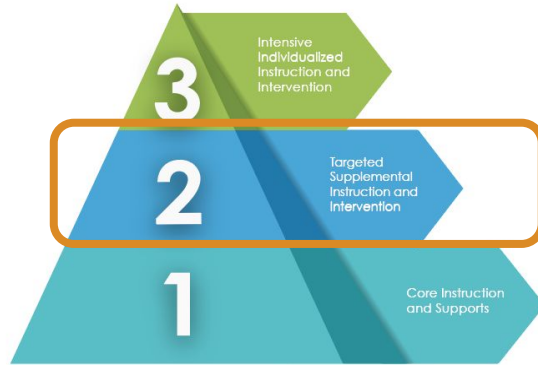 3
Intensive
Individualized
Instruction and
Intervention
2
Targeted
Supplemental
Instruction and
Intervention
1
Core Instruction
and Supports